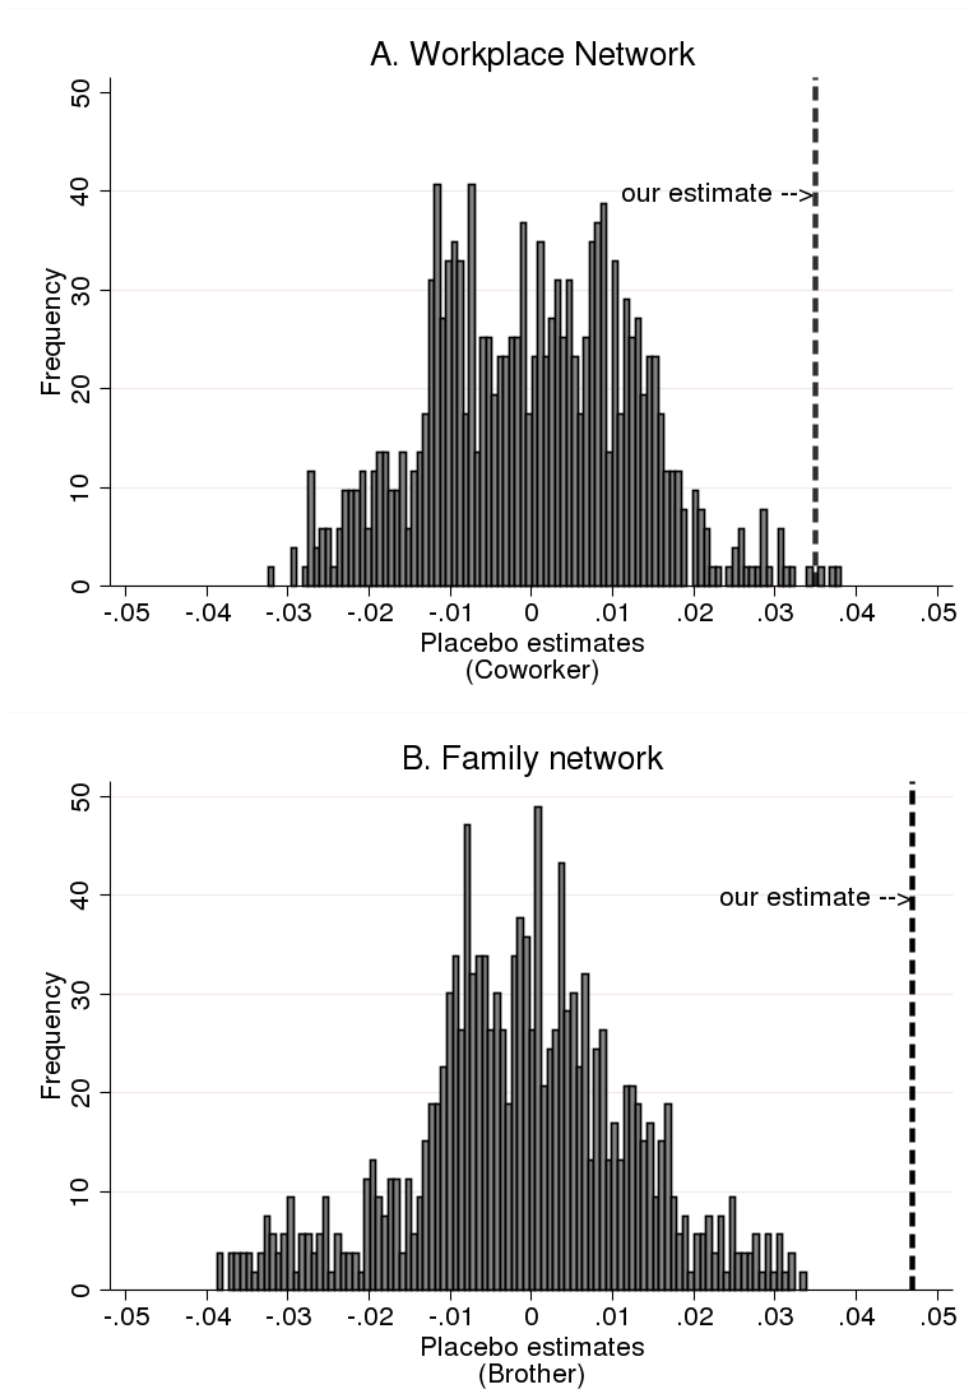 A. Workplace Network
50
40
30
20
10
0
Frequency
our estimate -->
-.05 -.04 -.03 -.02 -.01 0 .01 .02 .03 .04 .05
Placebo estimates
(Coworker)
B. Family network
50
40
30
20
10
0
Frequency
our estimate -->
-.05 -.04 -.03 -.02 -.01 0 .01 .02 .03 .04 .05
Placebo estimates
(Brother)